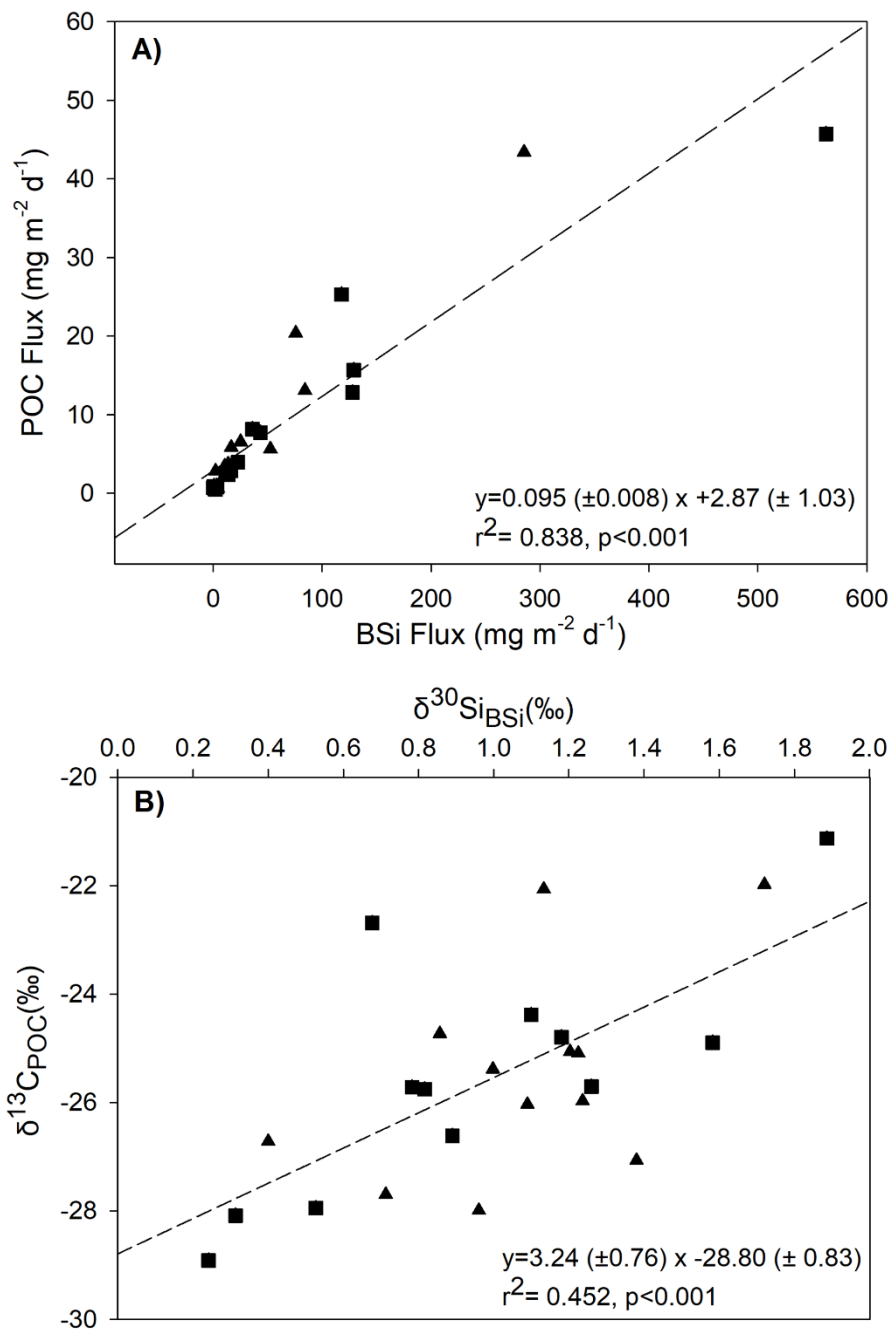 A)
60
50
40
30
20
10
0
POC Flux (mg m⁻² d⁻¹)
y=0.095 (±0.008) x +2.87 (± 1.03)
r²= 0.838, p<0.001
0 100 200 300 400 500 600
BSi Flux (mg m⁻² d⁻¹)
δ³⁰Si_BSi(‰)
0.0 0.2 0.4 0.6 0.8 1.0 1.2 1.4 1.6 1.8 2.0
B)
-20
-22
-24
-26
-28
-30
δ¹³C_POC(‰)
y=3.24 (±0.76) x -28.80 (± 0.83)
r²= 0.452, p<0.001